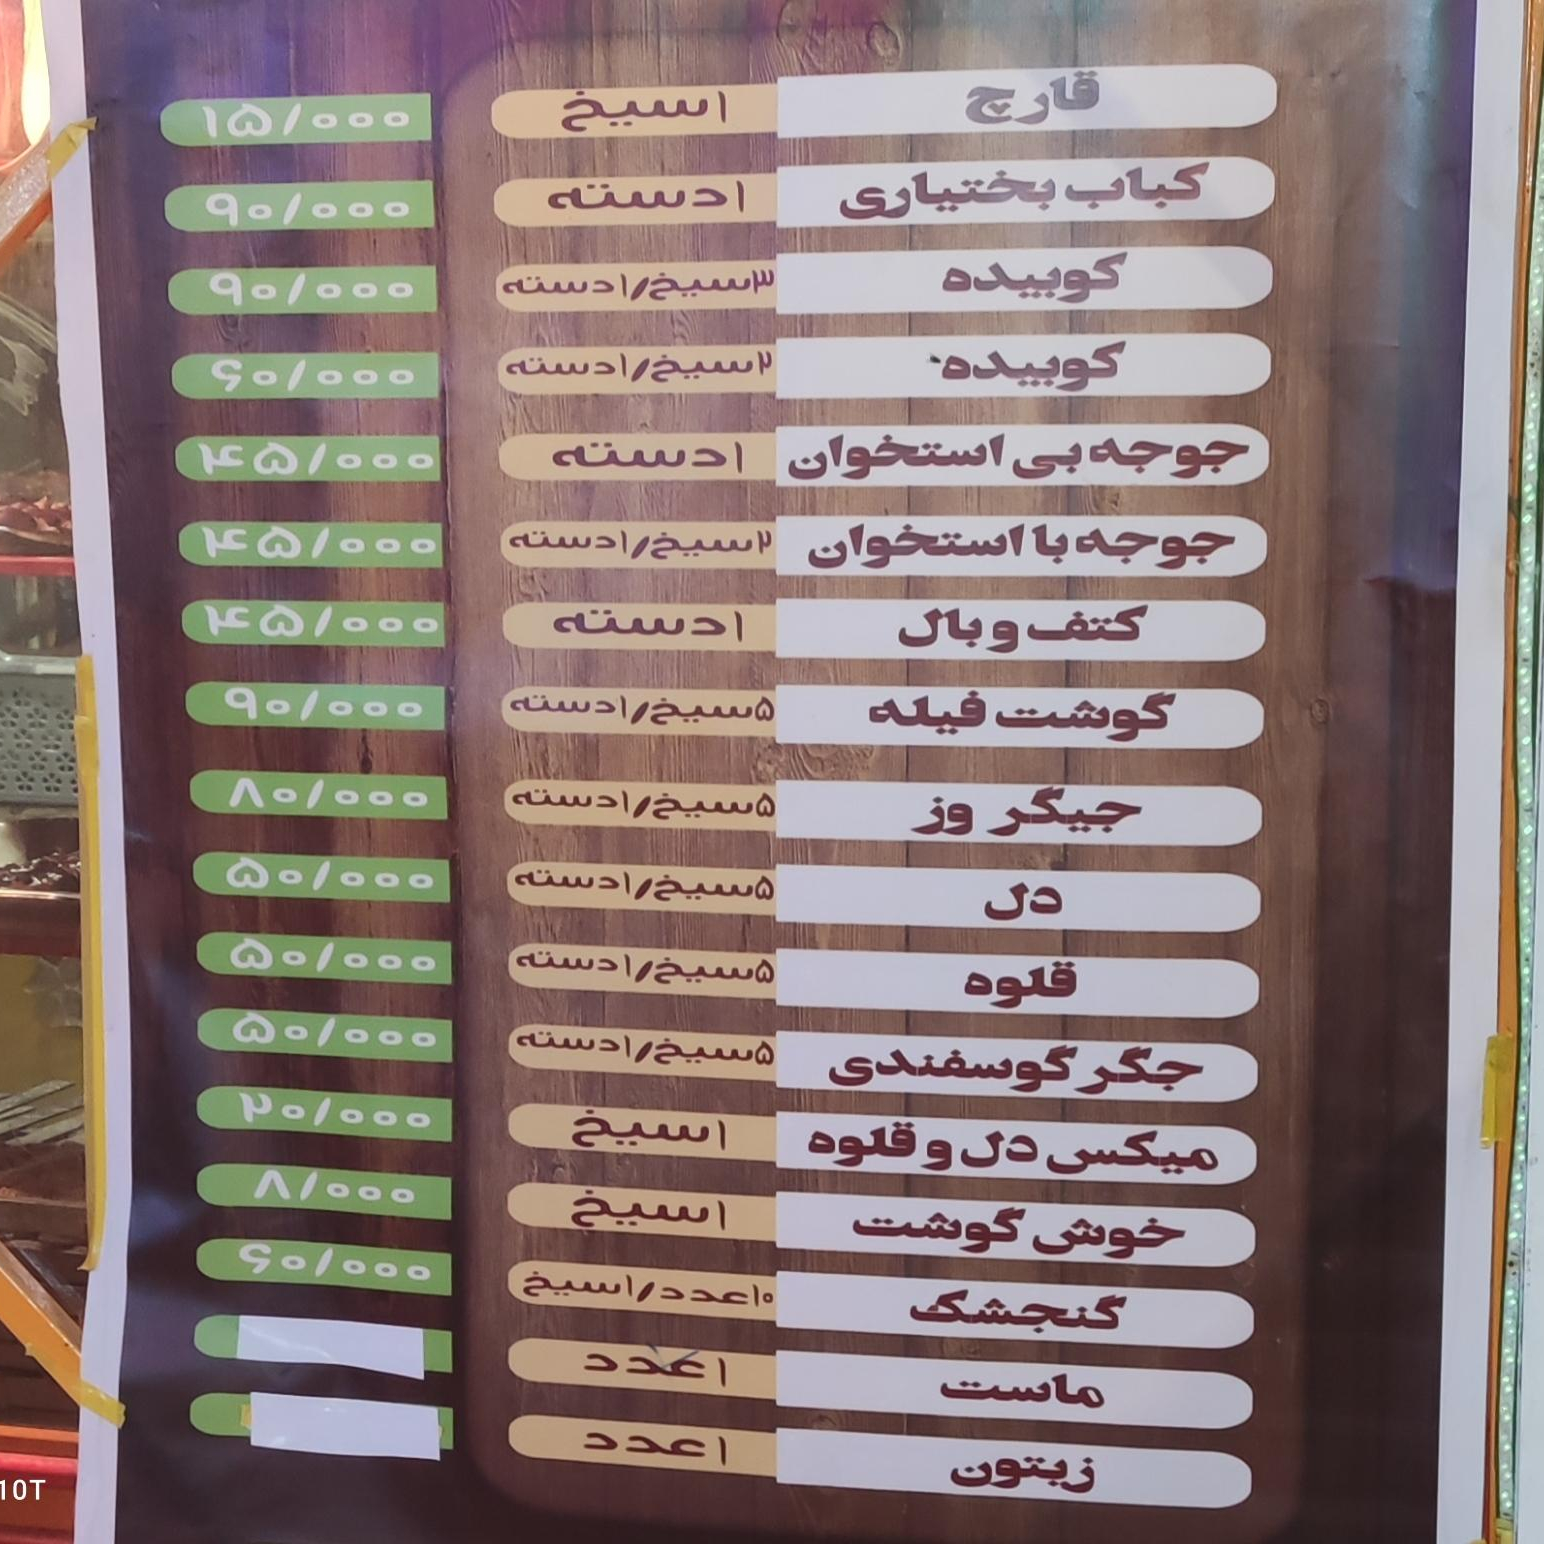 قارچ ۱سیخ ۱۵/۰۰۰
کباب بختیاری ۱دسته ۹۰/۰۰۰
کوبیده ۳سیخ/۱دسته ۹۰/۰۰۰
کوبیده ۲سیخ/۱دسته ۶۰/۰۰۰
جوجه بی استخوان ۱دسته ۴۵/۰۰۰
جوجه با استخوان ۲سیخ/۱دسته ۴۵/۰۰۰
کتف و بال ۱دسته ۴۵/۰۰۰
گوشت فیله ۵سیخ/۱دسته ۹۰/۰۰۰
جیگر وز ۵سیخ/۱دسته ۸۰/۰۰۰
دل ۵سیخ/۱دسته ۵۰/۰۰۰
قلوه ۵سیخ/۱دسته ۵۰/۰۰۰
جگر گوسفندی ۵سیخ/۱دسته ۵۰/۰۰۰
میکس دل و قلوه ۱سیخ ۲۰/۰۰۰
خوش گوشت ۱سیخ ۸/۰۰۰
گنجشک ۱۰عدد/۱سیخ ۶۰/۰۰۰
ماست ۱عدد
زیتون ۱عدد
10T